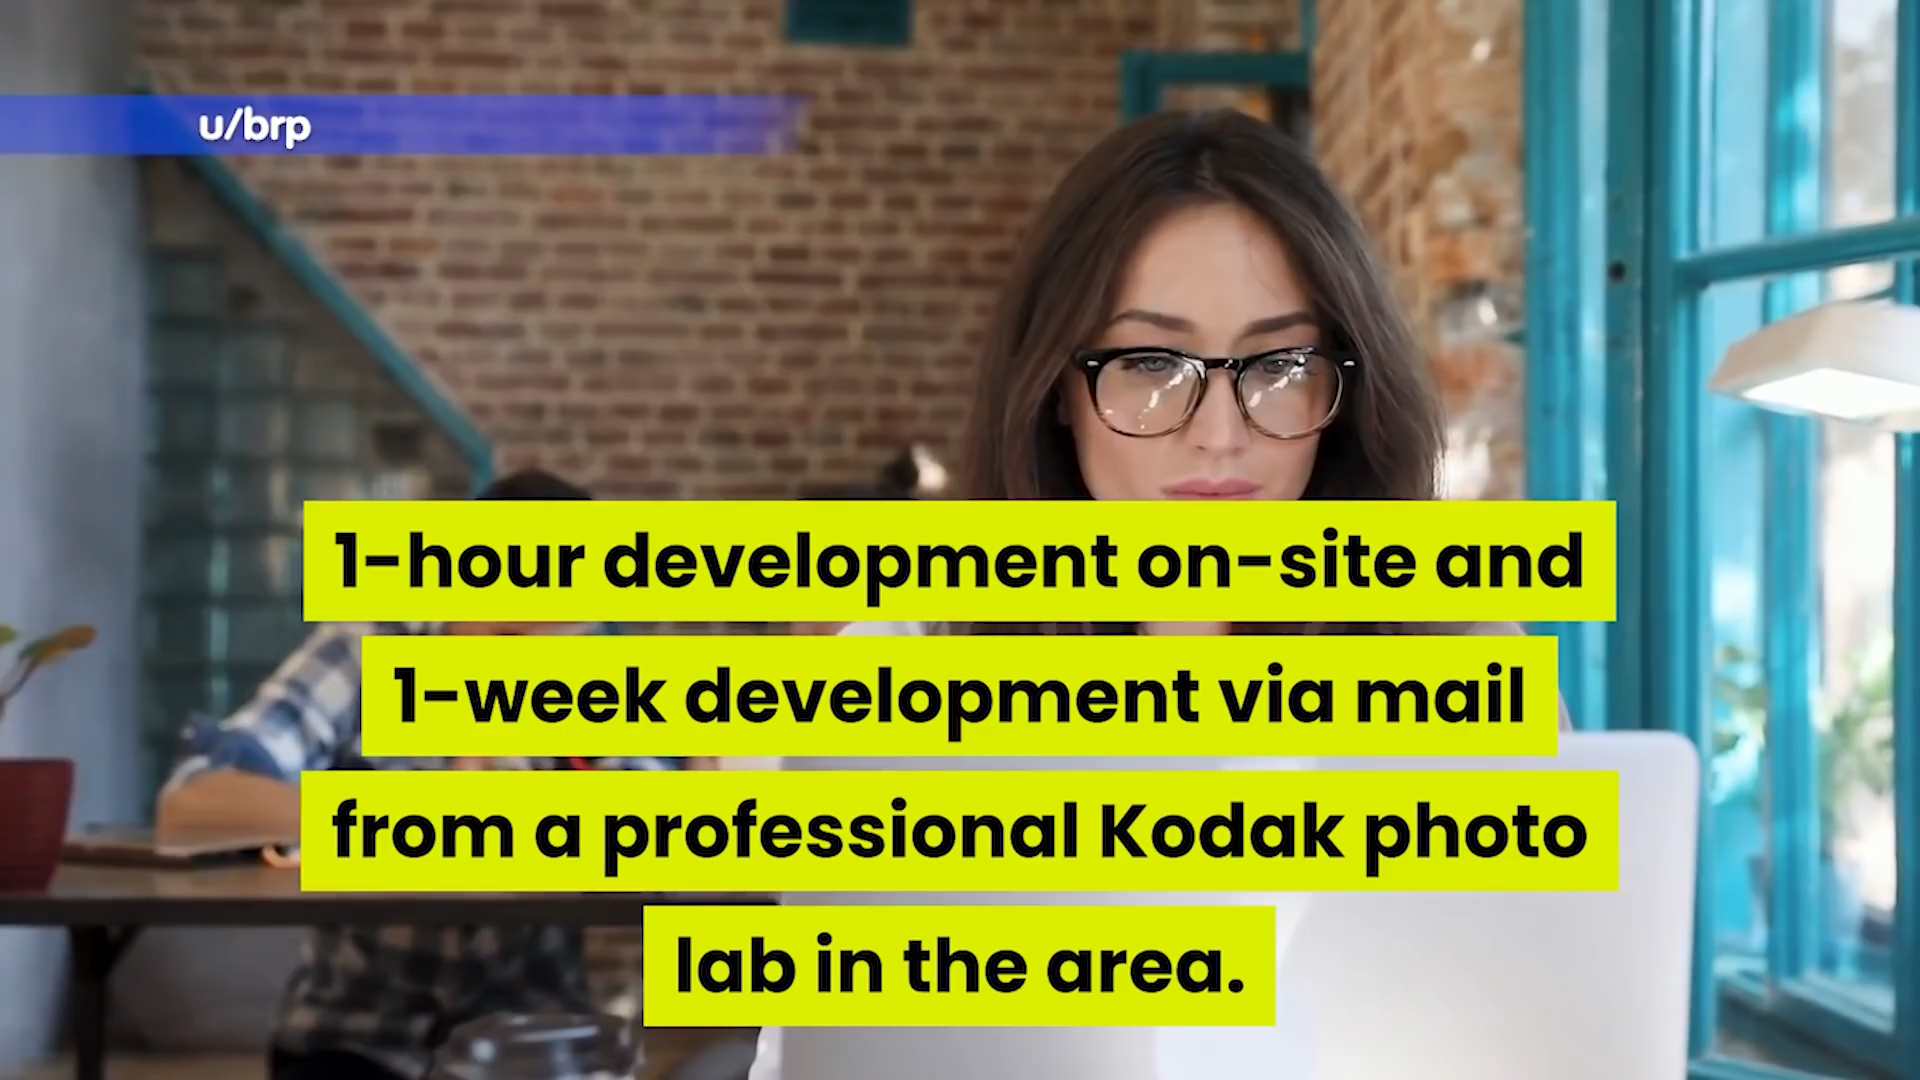 u/brp
1-hour development on-site and
1-week development via mail
from a professional Kodak photo
lab in the area.